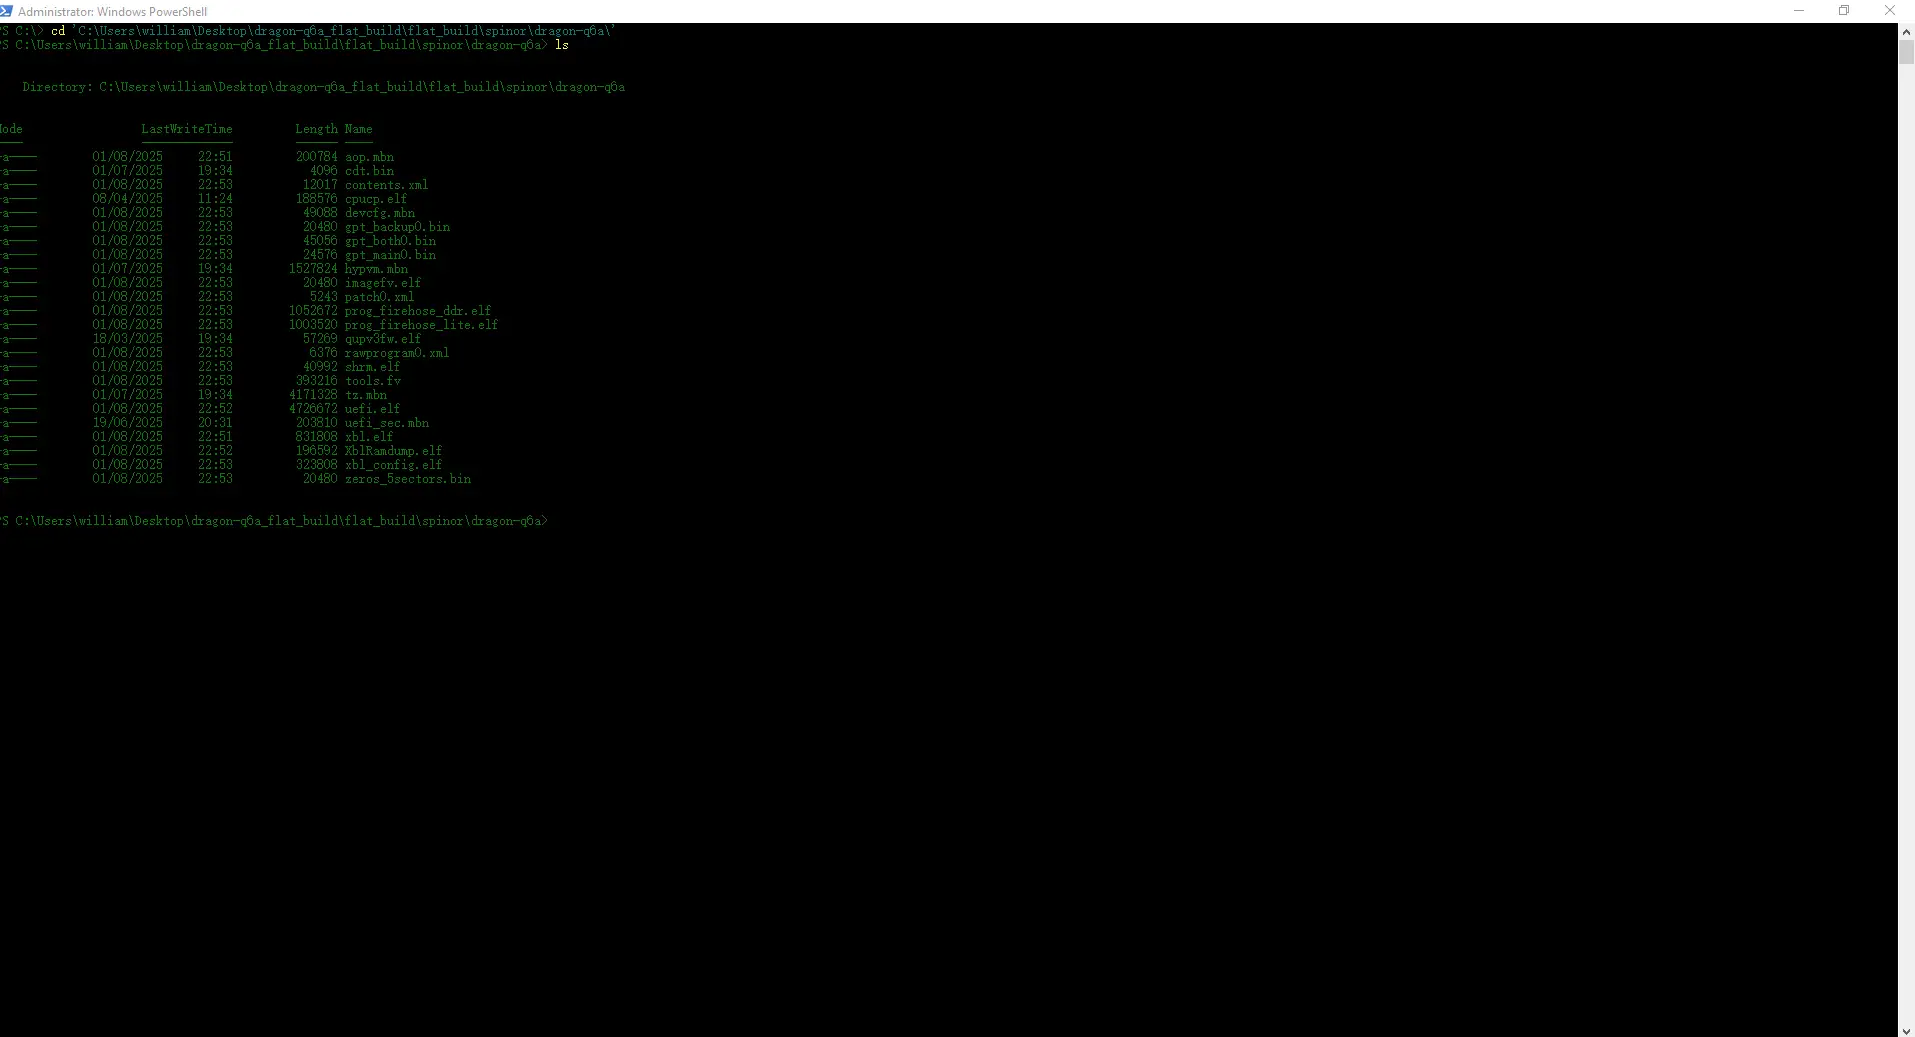 Administrator: Windows PowerShell
PS C:\> cd 'C:\Users\william\Desktop\dragon-q6a_flat_build\flat_build\spinor\dragon-q6a\'
PS C:\Users\william\Desktop\dragon-q6a_flat_build\flat_build\spinor\dragon-q6a> ls
Directory: C:\Users\william\Desktop\dragon-q6a_flat_build\flat_build\spinor\dragon-q6a
Mode LastWriteTime Length Name
---- ------------- ------ ----
-a---- 01/08/2025 22:51 200784 aop.mbn
-a---- 01/07/2025 19:34 4096 cdt.bin
-a---- 01/08/2025 22:53 12017 contents.xml
-a---- 08/04/2025 11:24 188576 cpucp.elf
-a---- 01/08/2025 22:53 49088 devcfg.mbn
-a---- 01/08/2025 22:53 20480 gpt_backup0.bin
-a---- 01/08/2025 22:53 45056 gpt_both0.bin
-a---- 01/08/2025 22:53 24576 gpt_main0.bin
-a---- 01/07/2025 19:34 1527824 hypvm.mbn
-a---- 01/08/2025 22:53 20480 imagefv.elf
-a---- 01/08/2025 22:53 5243 patch0.xml
-a---- 01/08/2025 22:53 1052672 prog_firehose_ddr.elf
-a---- 01/08/2025 22:53 1003520 prog_firehose_lite.elf
-a---- 18/03/2025 19:34 57269 qupv3fw.elf
-a---- 01/08/2025 22:53 6376 rawprogram0.xml
-a---- 01/08/2025 22:53 40992 shrm.elf
-a---- 01/08/2025 22:53 393216 tools.fv
-a---- 01/07/2025 19:34 4171328 tz.mbn
-a---- 01/08/2025 22:52 4726672 uefi.elf
-a---- 19/06/2025 20:31 203810 uefi_sec.mbn
-a---- 01/08/2025 22:51 831808 xbl.elf
-a---- 01/08/2025 22:52 196592 XblRamdump.elf
-a---- 01/08/2025 22:53 323808 xbl_config.elf
-a---- 01/08/2025 22:53 20480 zeros_5sectors.bin
PS C:\Users\william\Desktop\dragon-q6a_flat_build\flat_build\spinor\dragon-q6a>